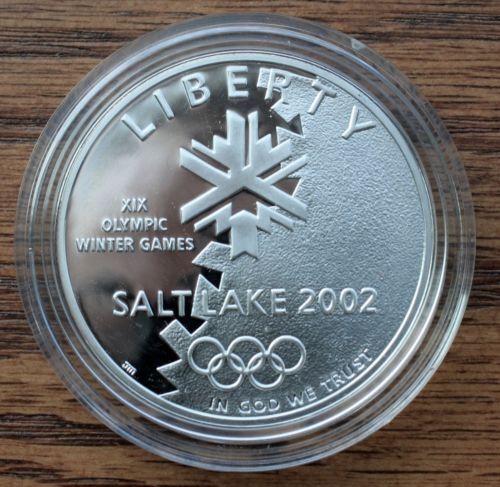 LIBERTY
XIX
OLYMPIC
WINTER GAMES
SALT LAKE 2002
IN GOD WE TRUST